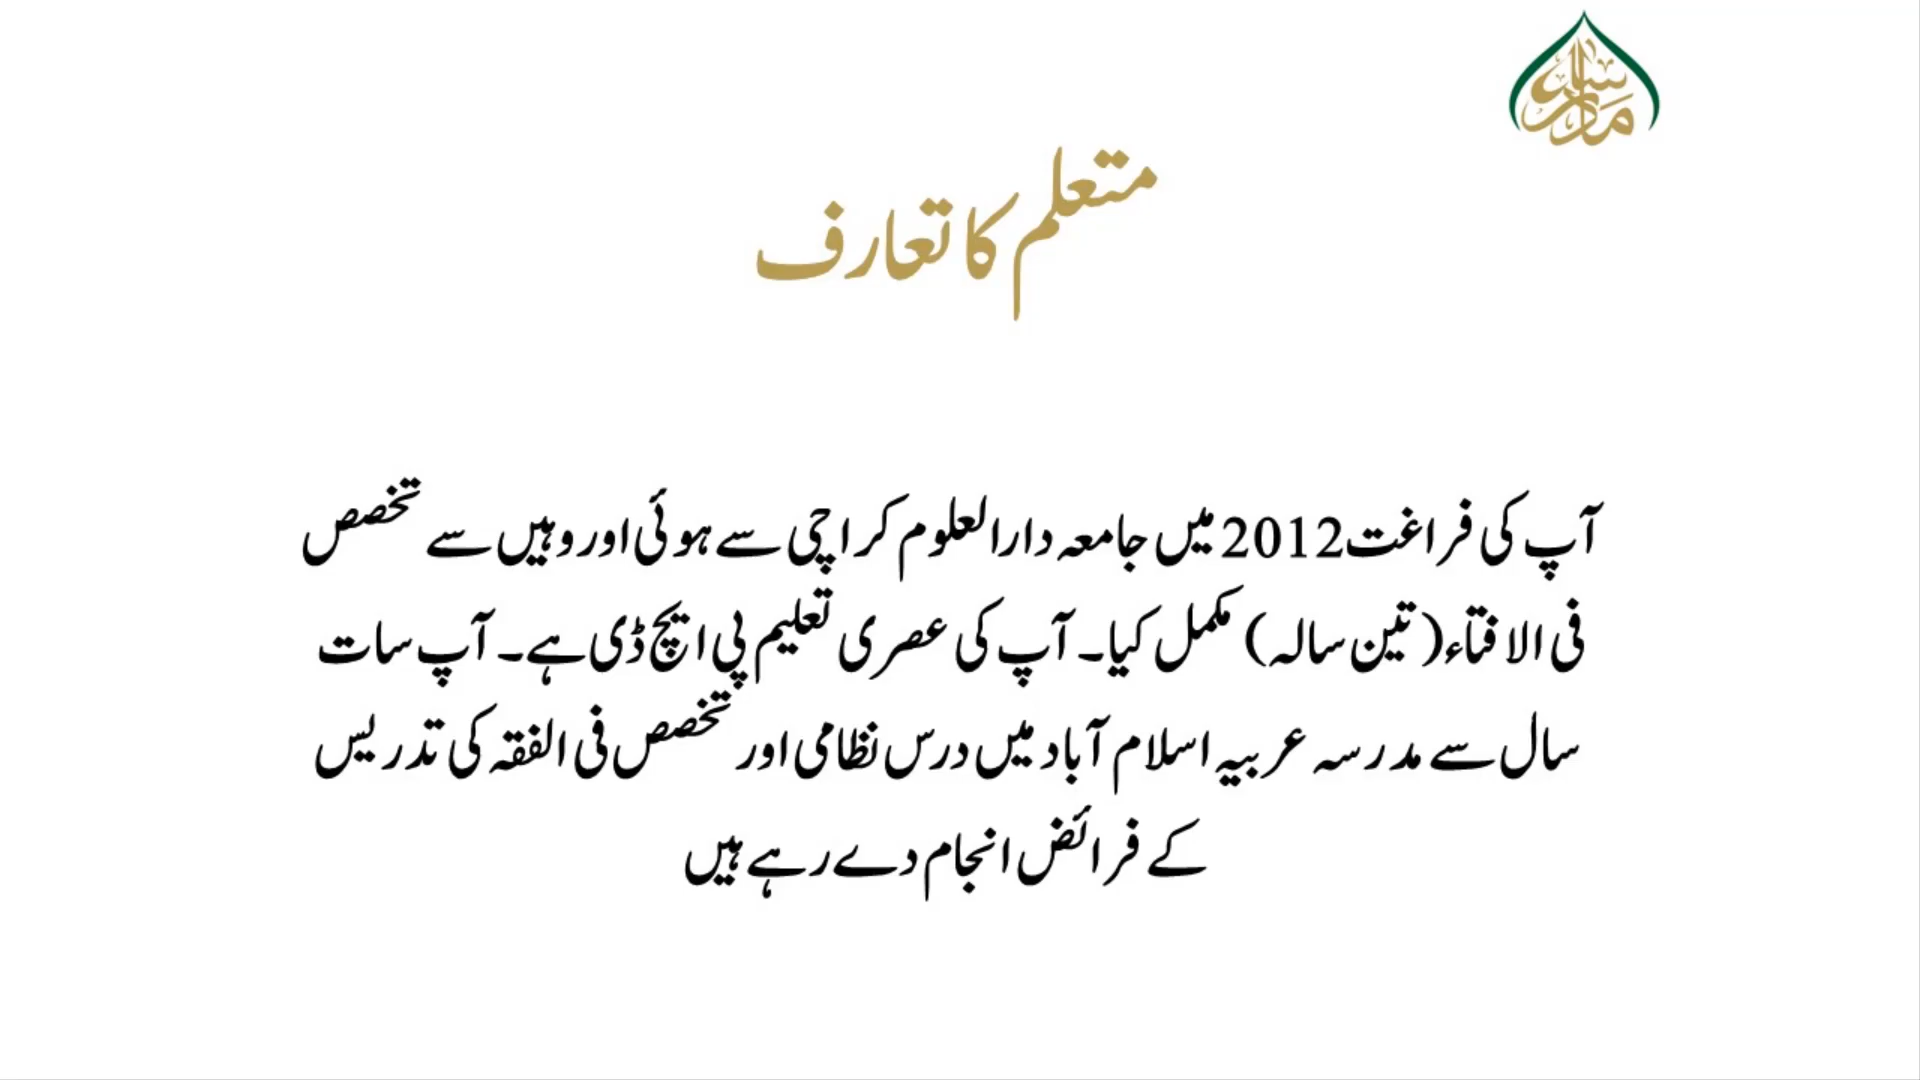 متعلم کا تعارف
آپ کی فراغت2012 میں جامعہ دارالعلوم کراچی سے ہوئی اور وہیں سے تخصص
فی الافتاء(تین سالہ) مکمل کیا۔ آپ کی عصری تعلیم پی ایچ ڈی ہے۔ آپ سات
سال سے مدرسہ عربیہ اسلام آباد میں درس نظامی اور تخصص فی الفقہ کی تدریس
کے فرائض انجام دے رہے ہیں